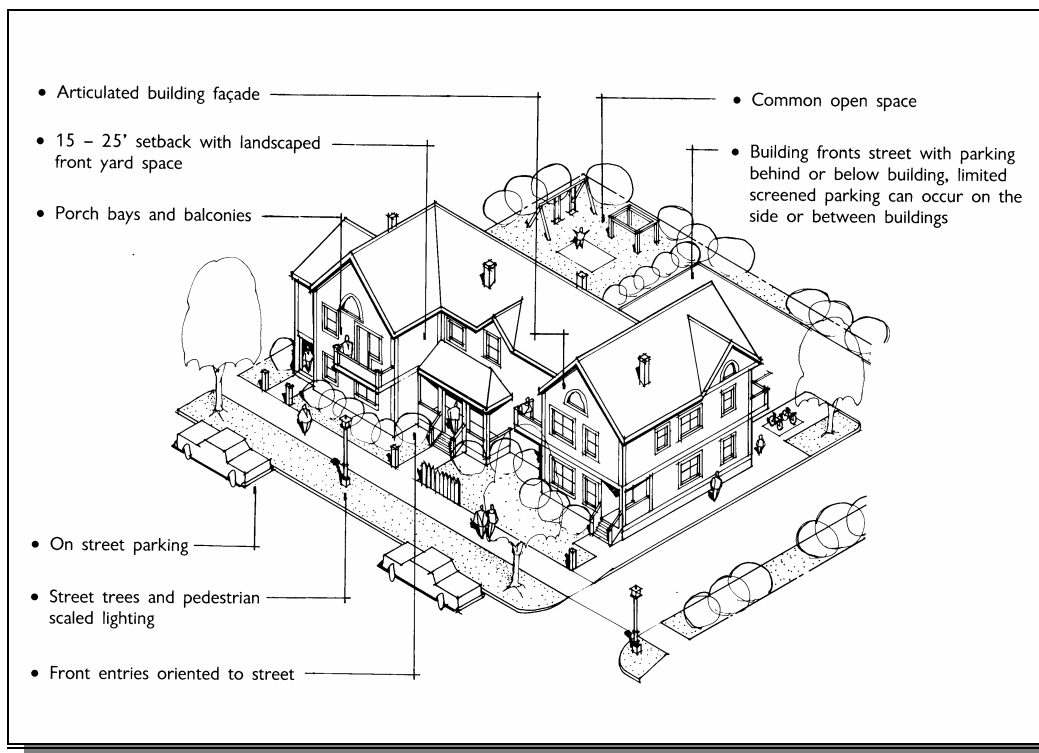 • Articulated building façade
• 15 – 25’ setback with landscaped
front yard space
• Porch bays and balconies
• Common open space
• Building fronts street with parking
behind or below building, limited
screened parking can occur on the
side or between buildings
• On street parking
• Street trees and pedestrian
scaled lighting
• Front entries oriented to street